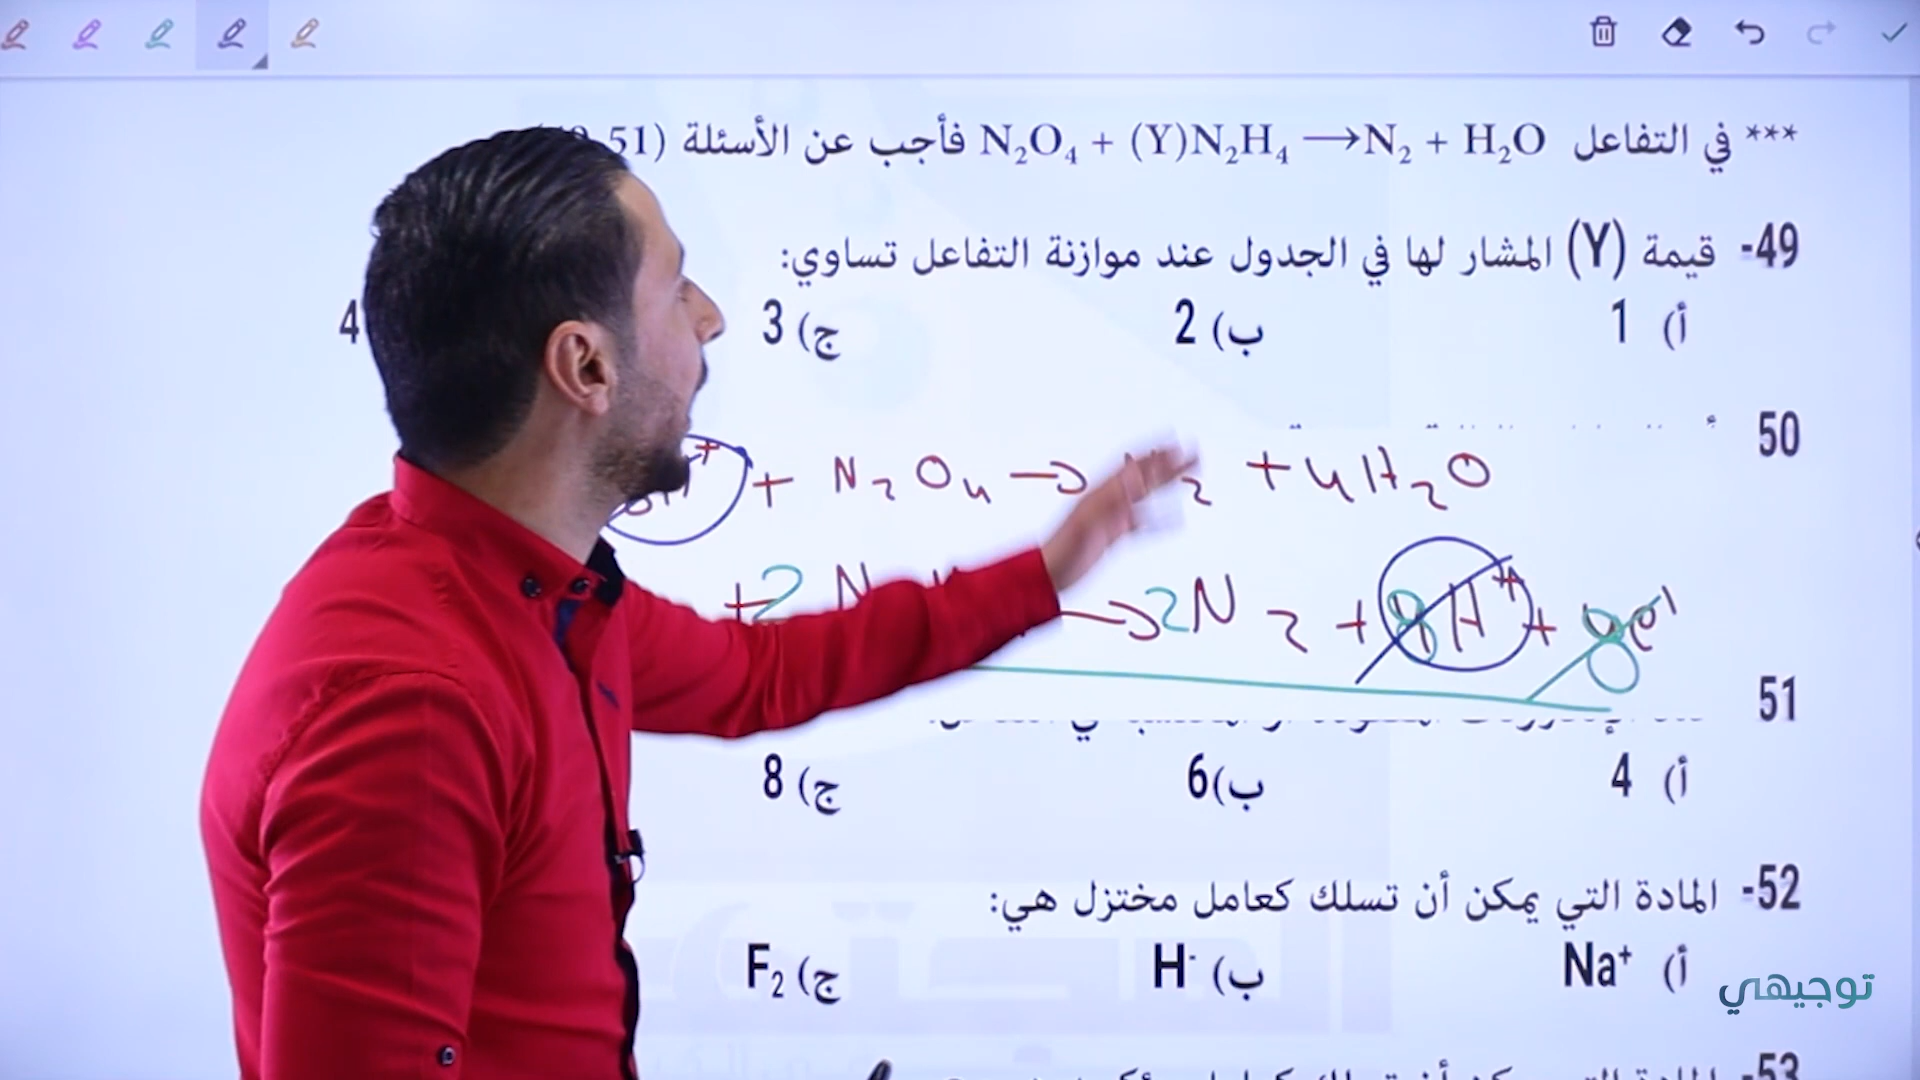 *** في التفاعل N₂O₄ + (Y)N₂H₄ ⟶N₂ + H₂O فأجب عن الأسئلة (51
49- قيمة (Y) المشار لها في الجدول عند موازنة التفاعل تساوي:
أ) 1 ب) 2 ج) 3 4
50
+ N₂O₄ → + 4H₂O
+2 → 2N₂ + 8H⁺ +
51
أ) 4 ب)6 ج) 8
52- المادة التي يمكن أن تسلك كعامل مختزل هي:
أ) Na⁺ ب) H⁻ ج) F₂
توجيهي
53-